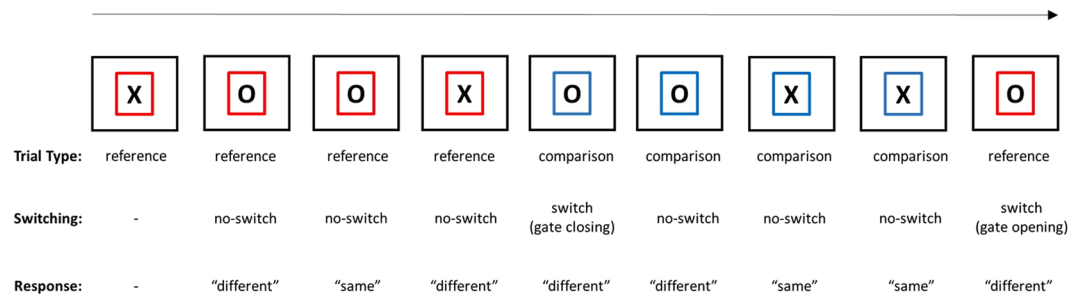 X O O X O O X X O
Trial Type: reference reference reference reference comparison comparison comparison comparison reference
Switching: - no-switch no-switch no-switch switch (gate closing) no-switch no-switch no-switch switch (gate opening)
Response: - “different” “same” “different” “different” “different” “same” “same” “different”